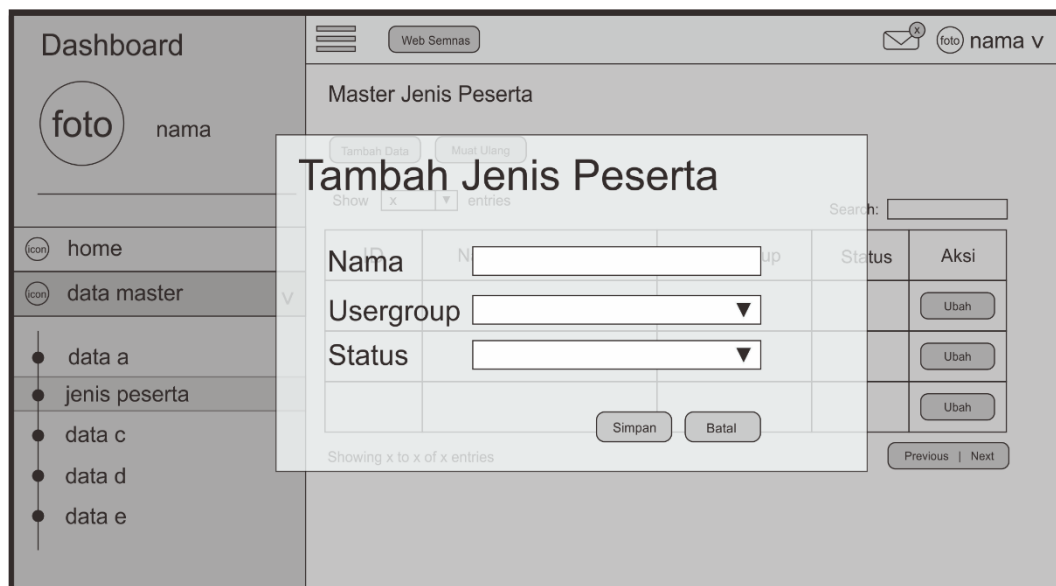 Dashboard
foto nama
icon home
icon data master V
data a
jenis peserta
data c
data d
data e
Web Semnas
x
foto nama v
Master Jenis Peserta
Tambah Data Muat Ulang
Show x ▼ entries
Search:
ID Status Aksi
Ubah
Ubah
Ubah
Showing x to x of x entries
Previous | Next
Tambah Jenis Peserta
Nama
Usergroup ▼
Status ▼
Simpan Batal